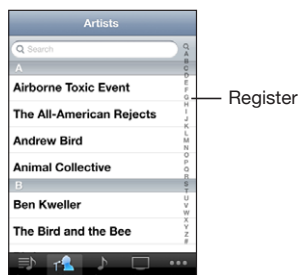 Artists
Search
A
Airborne Toxic Event
The All-American Rejects
Andrew Bird
Animal Collective
B
Ben Kweller
The Bird and the Bee
A
B
C
D
E
F
G
H
I
J
K
L
M
N
O
P
Q
R
S
T
U
V
W
X
Y
Z
#
Register